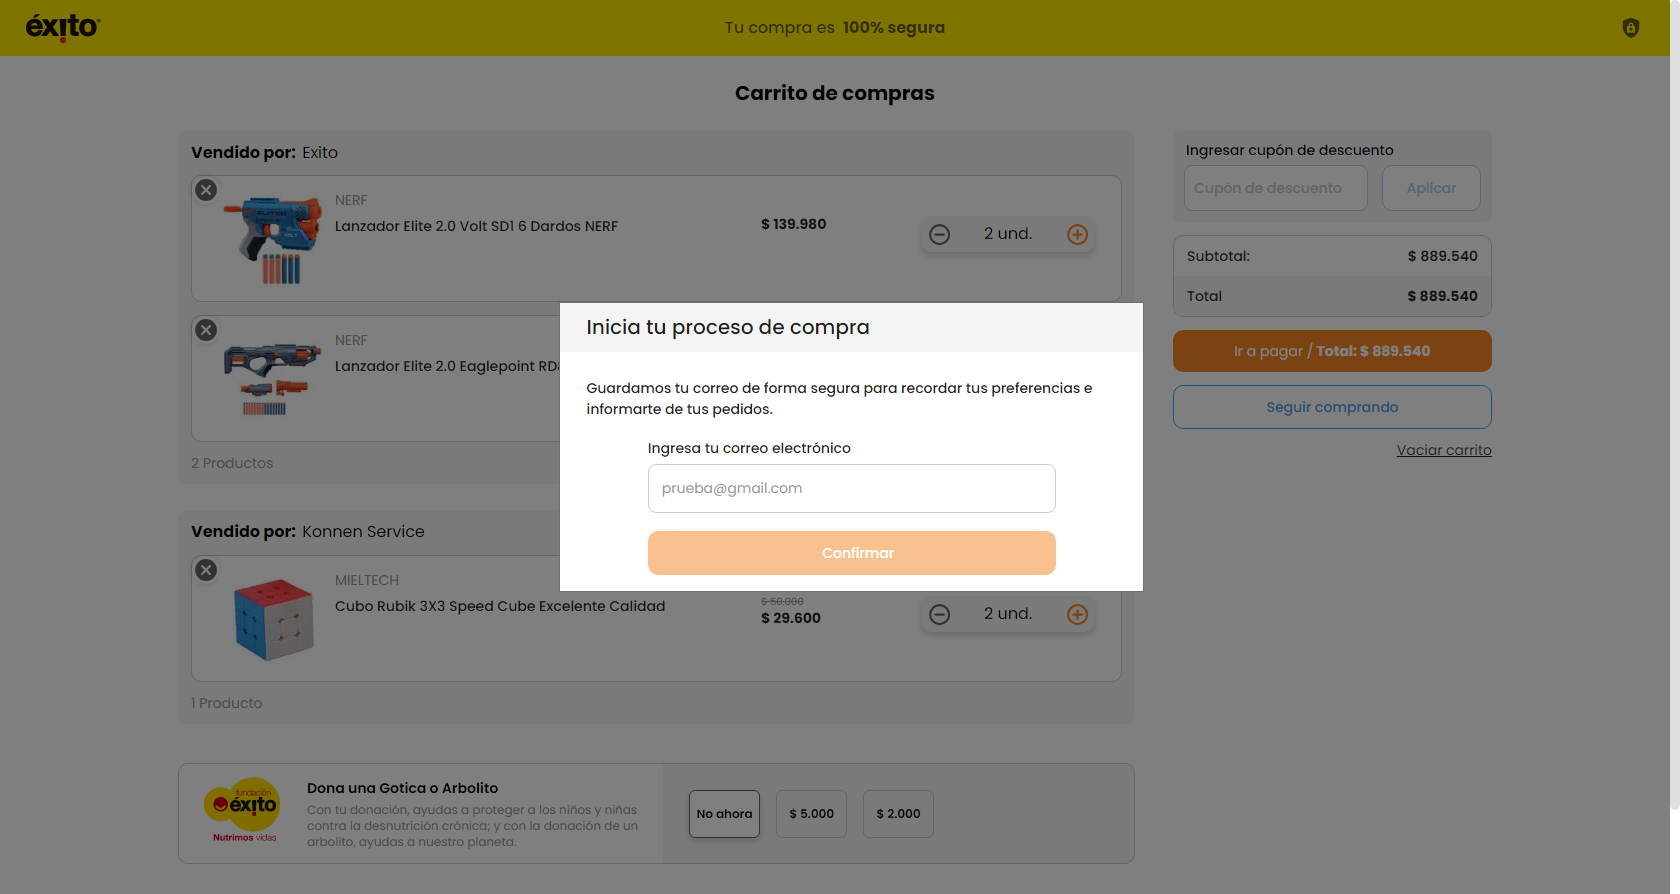 éxito
Tu compra es 100% segura
Carrito de compras
Vendido por: Exito
NERF
Lanzador Elite 2.0 Volt SD1 6 Dardos NERF
$ 139.980
2 und.
NERF
Lanzador Elite 2.0 Eaglepoint RD8
2 Productos
Vendido por: Konnen Service
MIELTECH
Cubo Rubik 3X3 Speed Cube Excelente Calidad
$ 50.000
$ 29.600
2 und.
1 Producto
Inicia tu proceso de compra
Guardamos tu correo de forma segura para recordar tus preferencias e
informarte de tus pedidos.
Ingresa tu correo electrónico
prueba@gmail.com
Confirmar
Ingresar cupón de descuento
Cupón de descuento
Aplicar
Subtotal: $ 889.540
Total $ 889.540
Ir a pagar / Total: $ 889.540
Seguir comprando
Vaciar carrito
fundación
éxito
Nutrimos vidas
Dona una Gotica o Arbolito
Con tu donación, ayudas a proteger a los niños y niñas
contra la desnutrición crónica; y con la donación de un
arbolito, ayudas a nuestro planeta.
No ahora
$ 5.000
$ 2.000